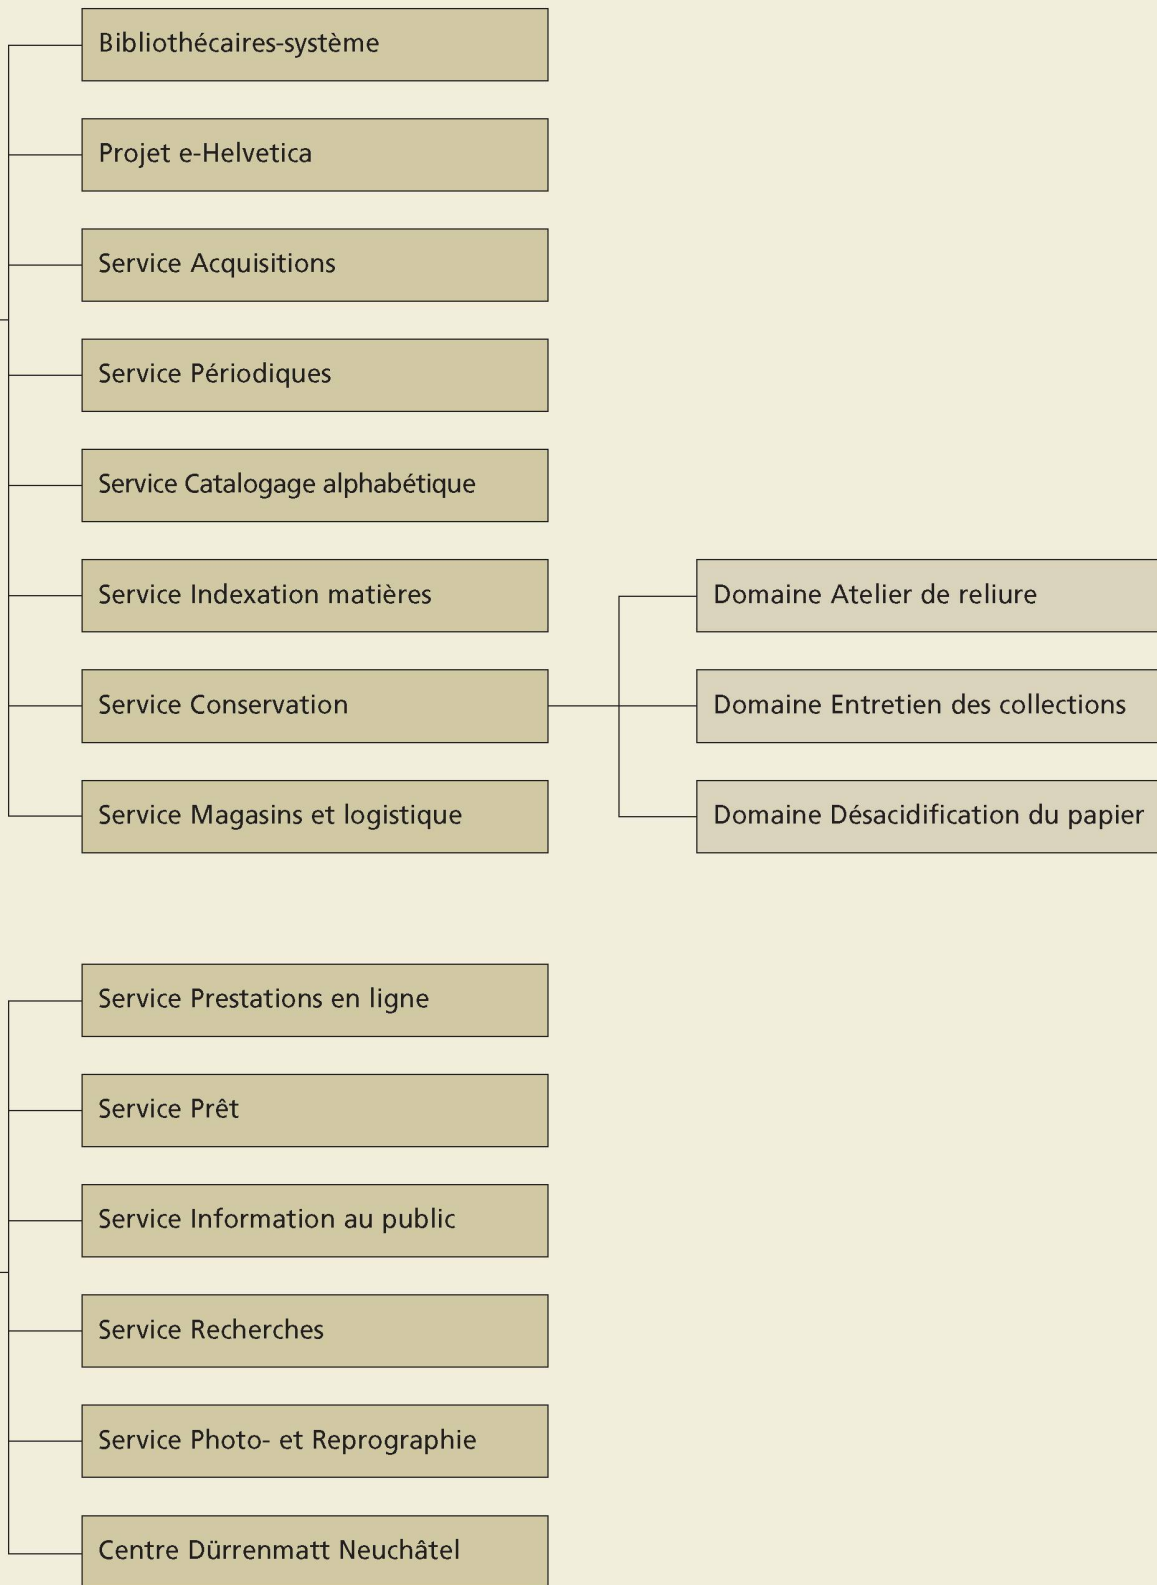 Bibliothécaires-système
Projet e-Helvetica
Service Acquisitions
Service Périodiques
Service Catalogage alphabétique
Service Indexation matières
Service Conservation
Service Magasins et logistique
Domaine Atelier de reliure
Domaine Entretien des collections
Domaine Désacidification du papier
Service Prestations en ligne
Service Prêt
Service Information au public
Service Recherches
Service Photo- et Reprographie
Centre Dürrenmatt Neuchâtel